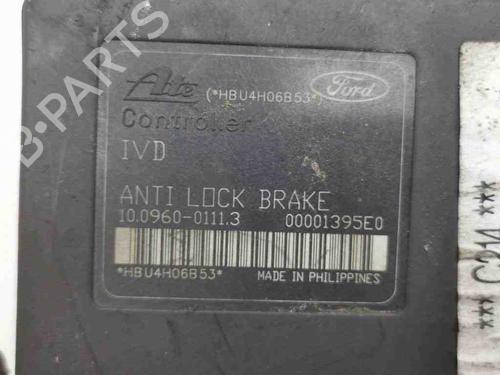 Ate (*HBU4H06B53*) Ford
Controller
IVD
ANTI LOCK BRAKE
10.0960-0111.3 00001395E0
*HBU4H06B53* MADE IN PHILIPPINES
*** C214 ***
B-PARTS